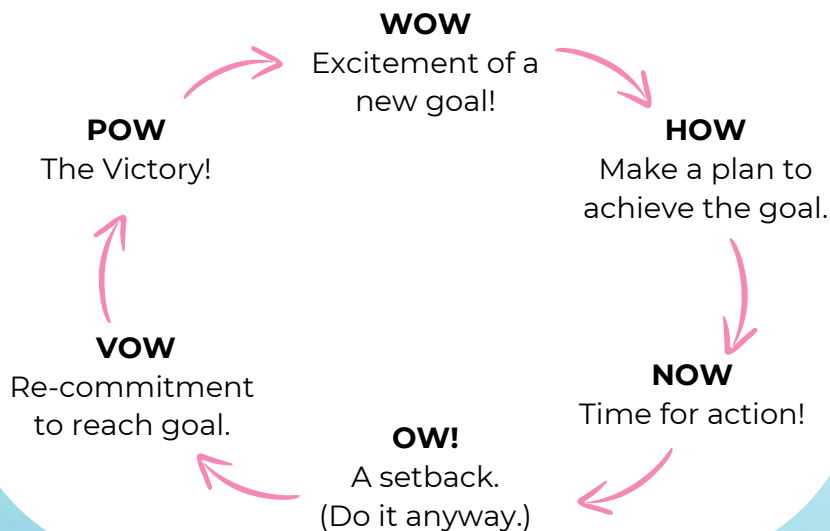 WOW
Excitement of a
new goal!
HOW
Make a plan to
achieve the goal.
NOW
Time for action!
OW!
A setback.
(Do it anyway.)
VOW
Re-commitment
to reach goal.
POW
The Victory!